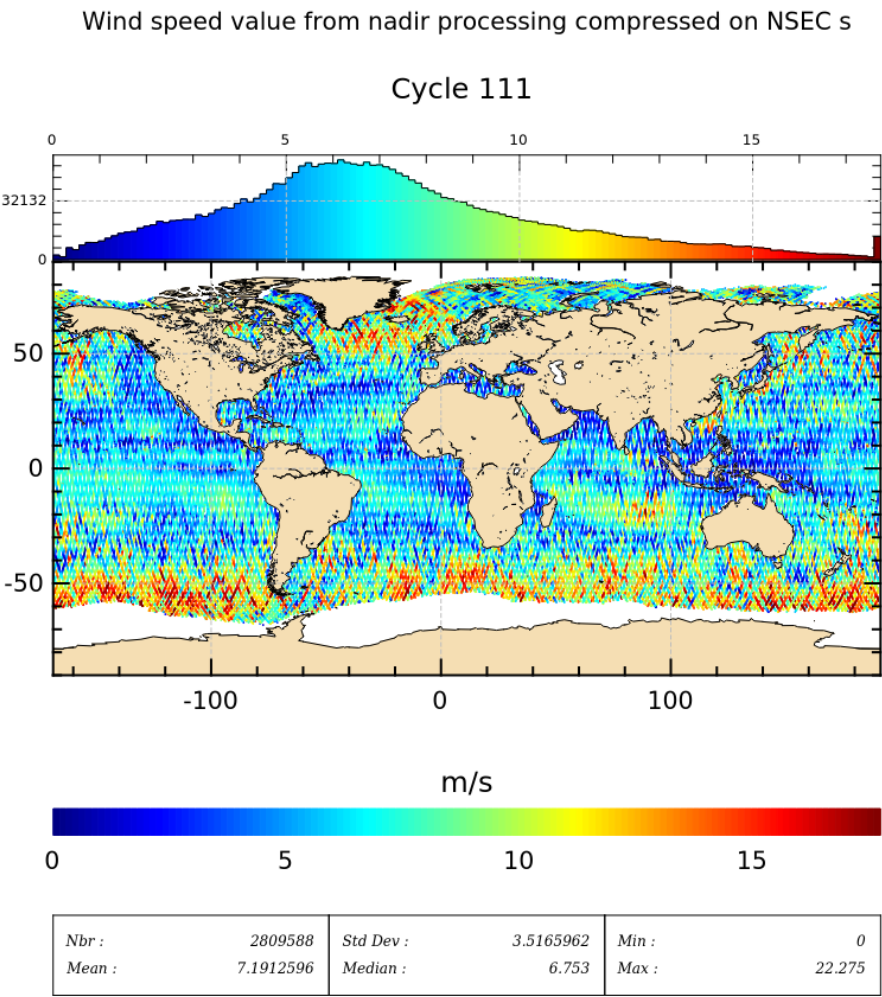 Wind speed value from nadir processing compressed on NSEC s
Cycle 111
0 5 10 15
32132
0
50
0
-50
-100 0 100
m/s
0 5 10 15
Nbr : 2809588 Std Dev : 3.5165962 Min : 0
Mean : 7.1912596 Median : 6.753 Max : 22.275